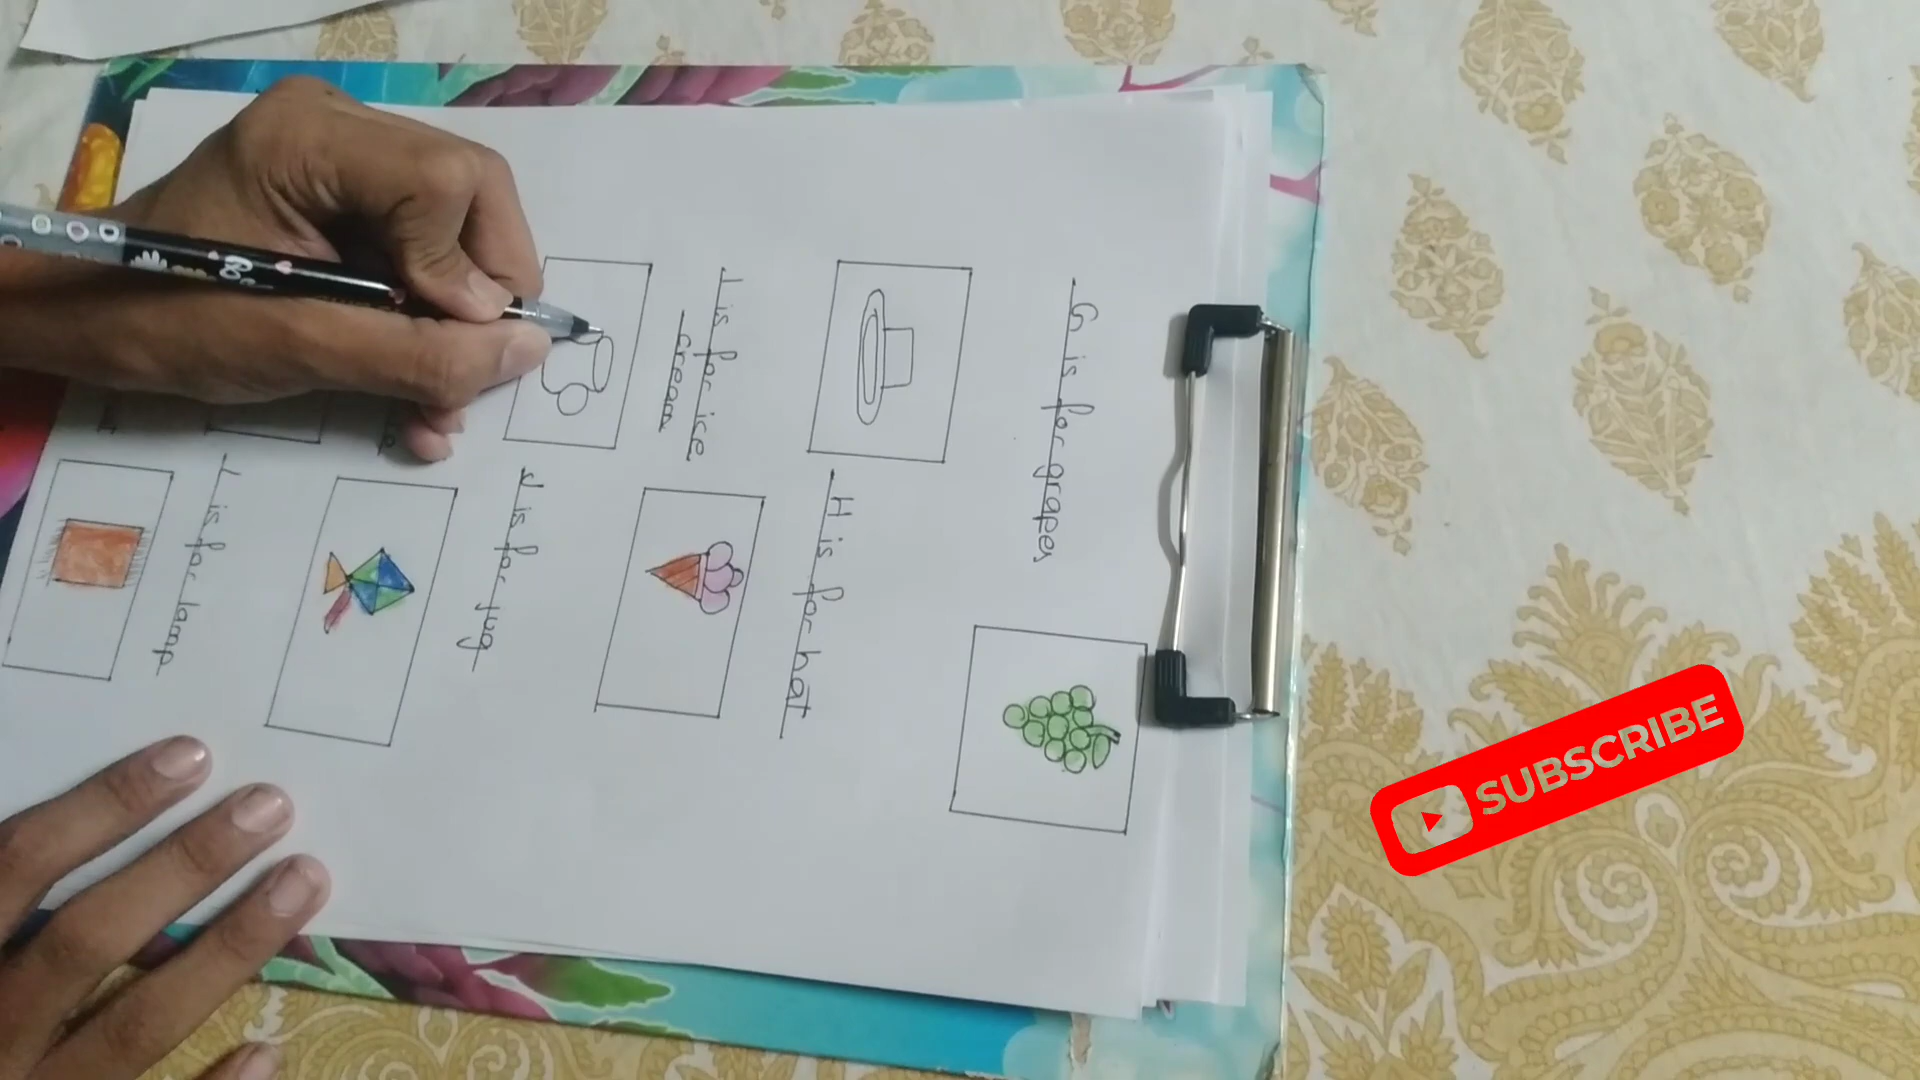 G is for grapes
H is for hat
I is for ice
cream
J is for jug
L is for lamp
SUBSCRIBE